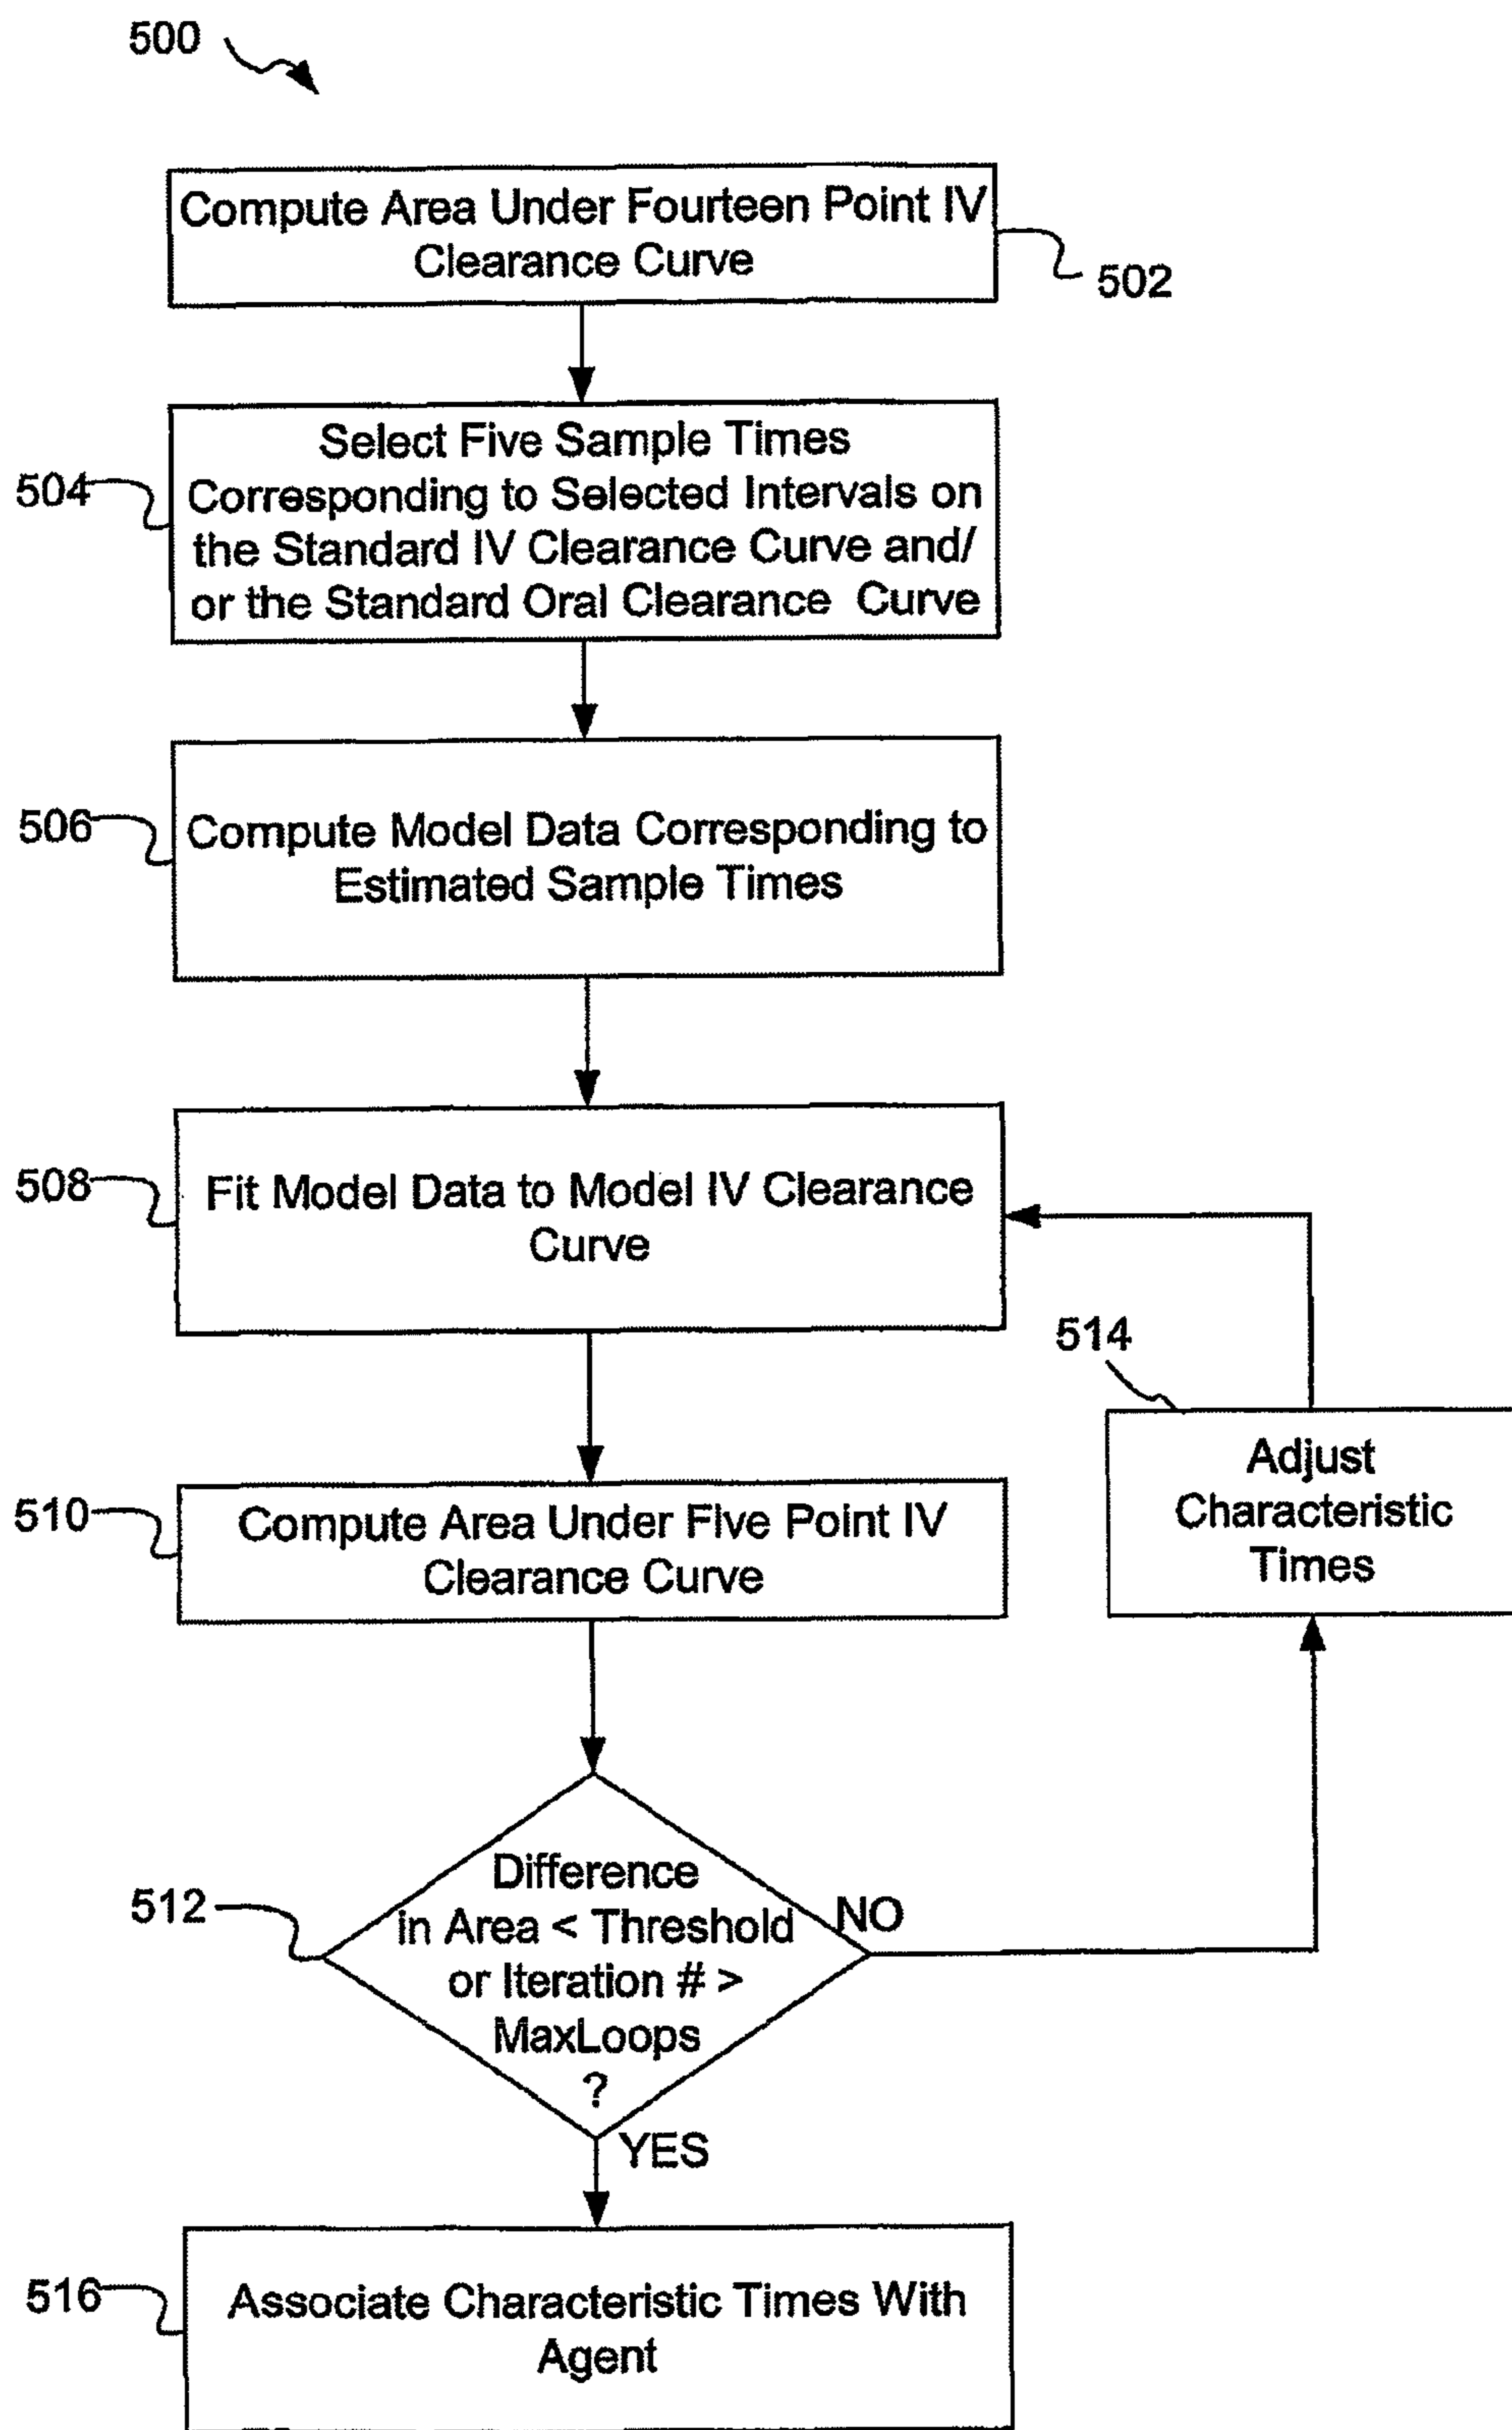 500
Compute Area Under Fourteen Point IV
Clearance Curve
502
Select Five Sample Times
Corresponding to Selected Intervals on
the Standard IV Clearance Curve and/
or the Standard Oral Clearance Curve
504
506
Compute Model Data Corresponding to
Estimated Sample Times
508
Fit Model Data to Model IV Clearance
Curve
514
Adjust
Characteristic
Times
510
Compute Area Under Five Point IV
Clearance Curve
512
Difference
in Area < Threshold
or Iteration # >
MaxLoops
?
NO
YES
516
Associate Characteristic Times With
Agent